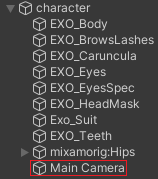 character
EXO_Body
EXO_BrowsLashes
EXO_Caruncula
EXO_Eyes
EXO_EyesSpec
EXO_HeadMask
Exo_Suit
EXO_Teeth
mixamorig:Hips
Main Camera